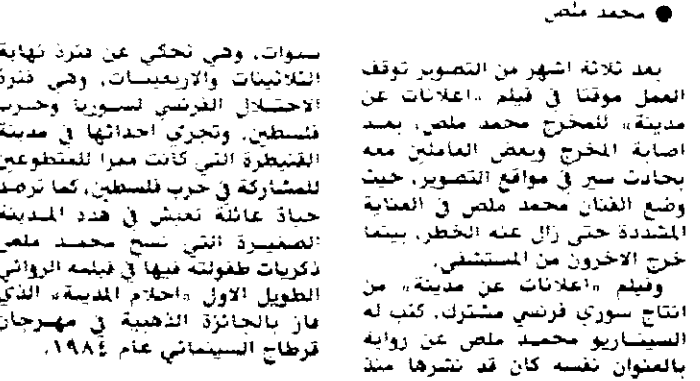 ● محمد ملص
بعد ثلاثة اشهر من التصوير توقف
العمل موقتا في فيلم «اعلانات عن
مدينة» للمخرج محمد ملص، بعد
اصابة المخرج وبعض العاملين معه
بحادث سير في مواقع التصوير، حيث
وضع الفنان محمد ملص في العناية
المشددة حتى زال عنه الخطر، بينما
خرج الاخرون من المستشفى.
وفيلم «اعلانات عن مدينة» من
انتاج سوري فرنسي مشترك، كتب له
السيناريو محمد ملص عن رواية
بالعنوان نفسه كان قد نشرها منذ
سنوات، وهي تحكي عن فترة نهاية
الثلاثينات والاربعينات، وهي فترة
الاحتلال الفرنسي لسوريا وحرب
فلسطين، وتجري احداثها في مدينة
القنيطرة التي كانت ممرا للمتطوعين
للمشاركة في حرب فلسطين، كما ترصد
حياة عائلة تعيش في هذه المدينة
الصغيرة التي نسج محمد ملص
ذكريات طفولته فيها في فيلمه الروائي
الطويل الاول «احلام المدينة» الذي
فاز بالجائزة الذهبية في مهرجان
قرطاج السينمائي عام ١٩٨٤.